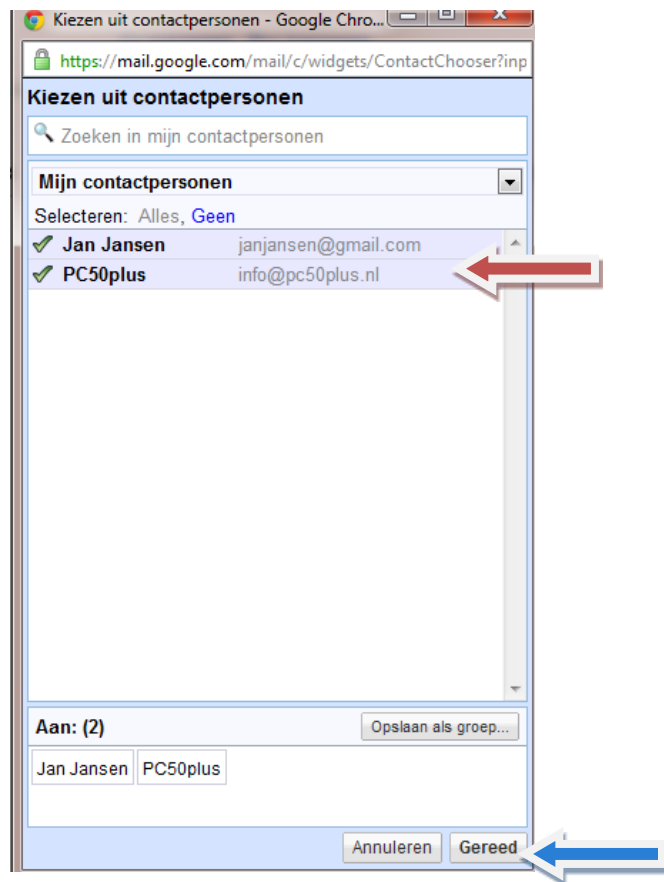 Kiezen uit contactpersonen - Google Chro...
https://mail.google.com/mail/c/widgets/ContactChooser?inp
Kiezen uit contactpersonen
Zoeken in mijn contactpersonen
Mijn contactpersonen
Selecteren: Alles, Geen
Jan Jansen janjansen@gmail.com
PC50plus info@pc50plus.nl
Aan: (2) Opslaan als groep...
Jan Jansen PC50plus
Annuleren Gereed